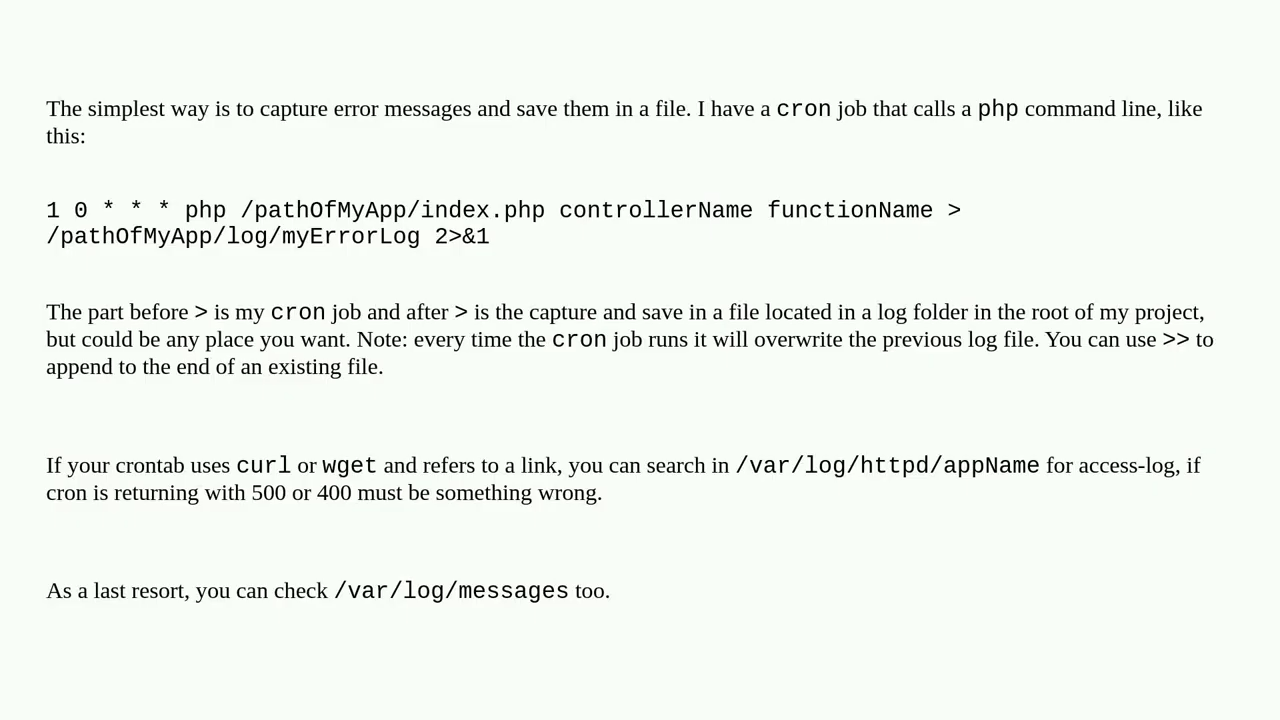 The simplest way is to capture error messages and save them in a file. I have a cron job that calls a php command line, like
this:
1 0 * * * php /pathOfMyApp/index.php controllerName functionName >
/pathOfMyApp/log/myErrorLog 2>&1
The part before > is my cron job and after > is the capture and save in a file located in a log folder in the root of my project,
but could be any place you want. Note: every time the cron job runs it will overwrite the previous log file. You can use >> to
append to the end of an existing file.
If your crontab uses curl or wget and refers to a link, you can search in /var/log/httpd/appName for access-log, if
cron is returning with 500 or 400 must be something wrong.
As a last resort, you can check /var/log/messages too.